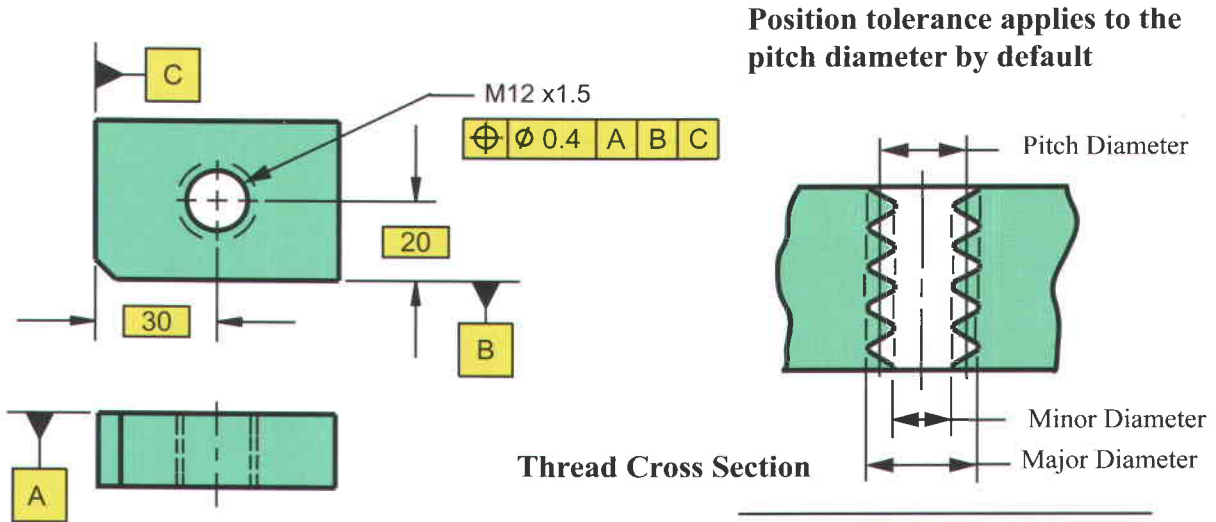 Position tolerance applies to the
pitch diameter by default
C
M12 x1.5
⌖ Ø 0.4 A B C
Pitch Diameter
20
30
B
Minor Diameter
Thread Cross Section
Major Diameter
A